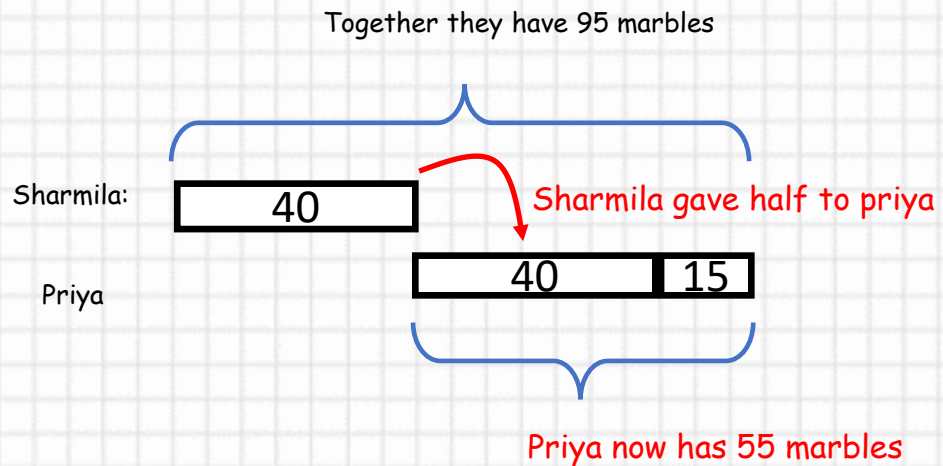 Together they have 95 marbles
Sharmila:
40
Sharmila gave half to priya
Priya
40
15
Priya now has 55 marbles